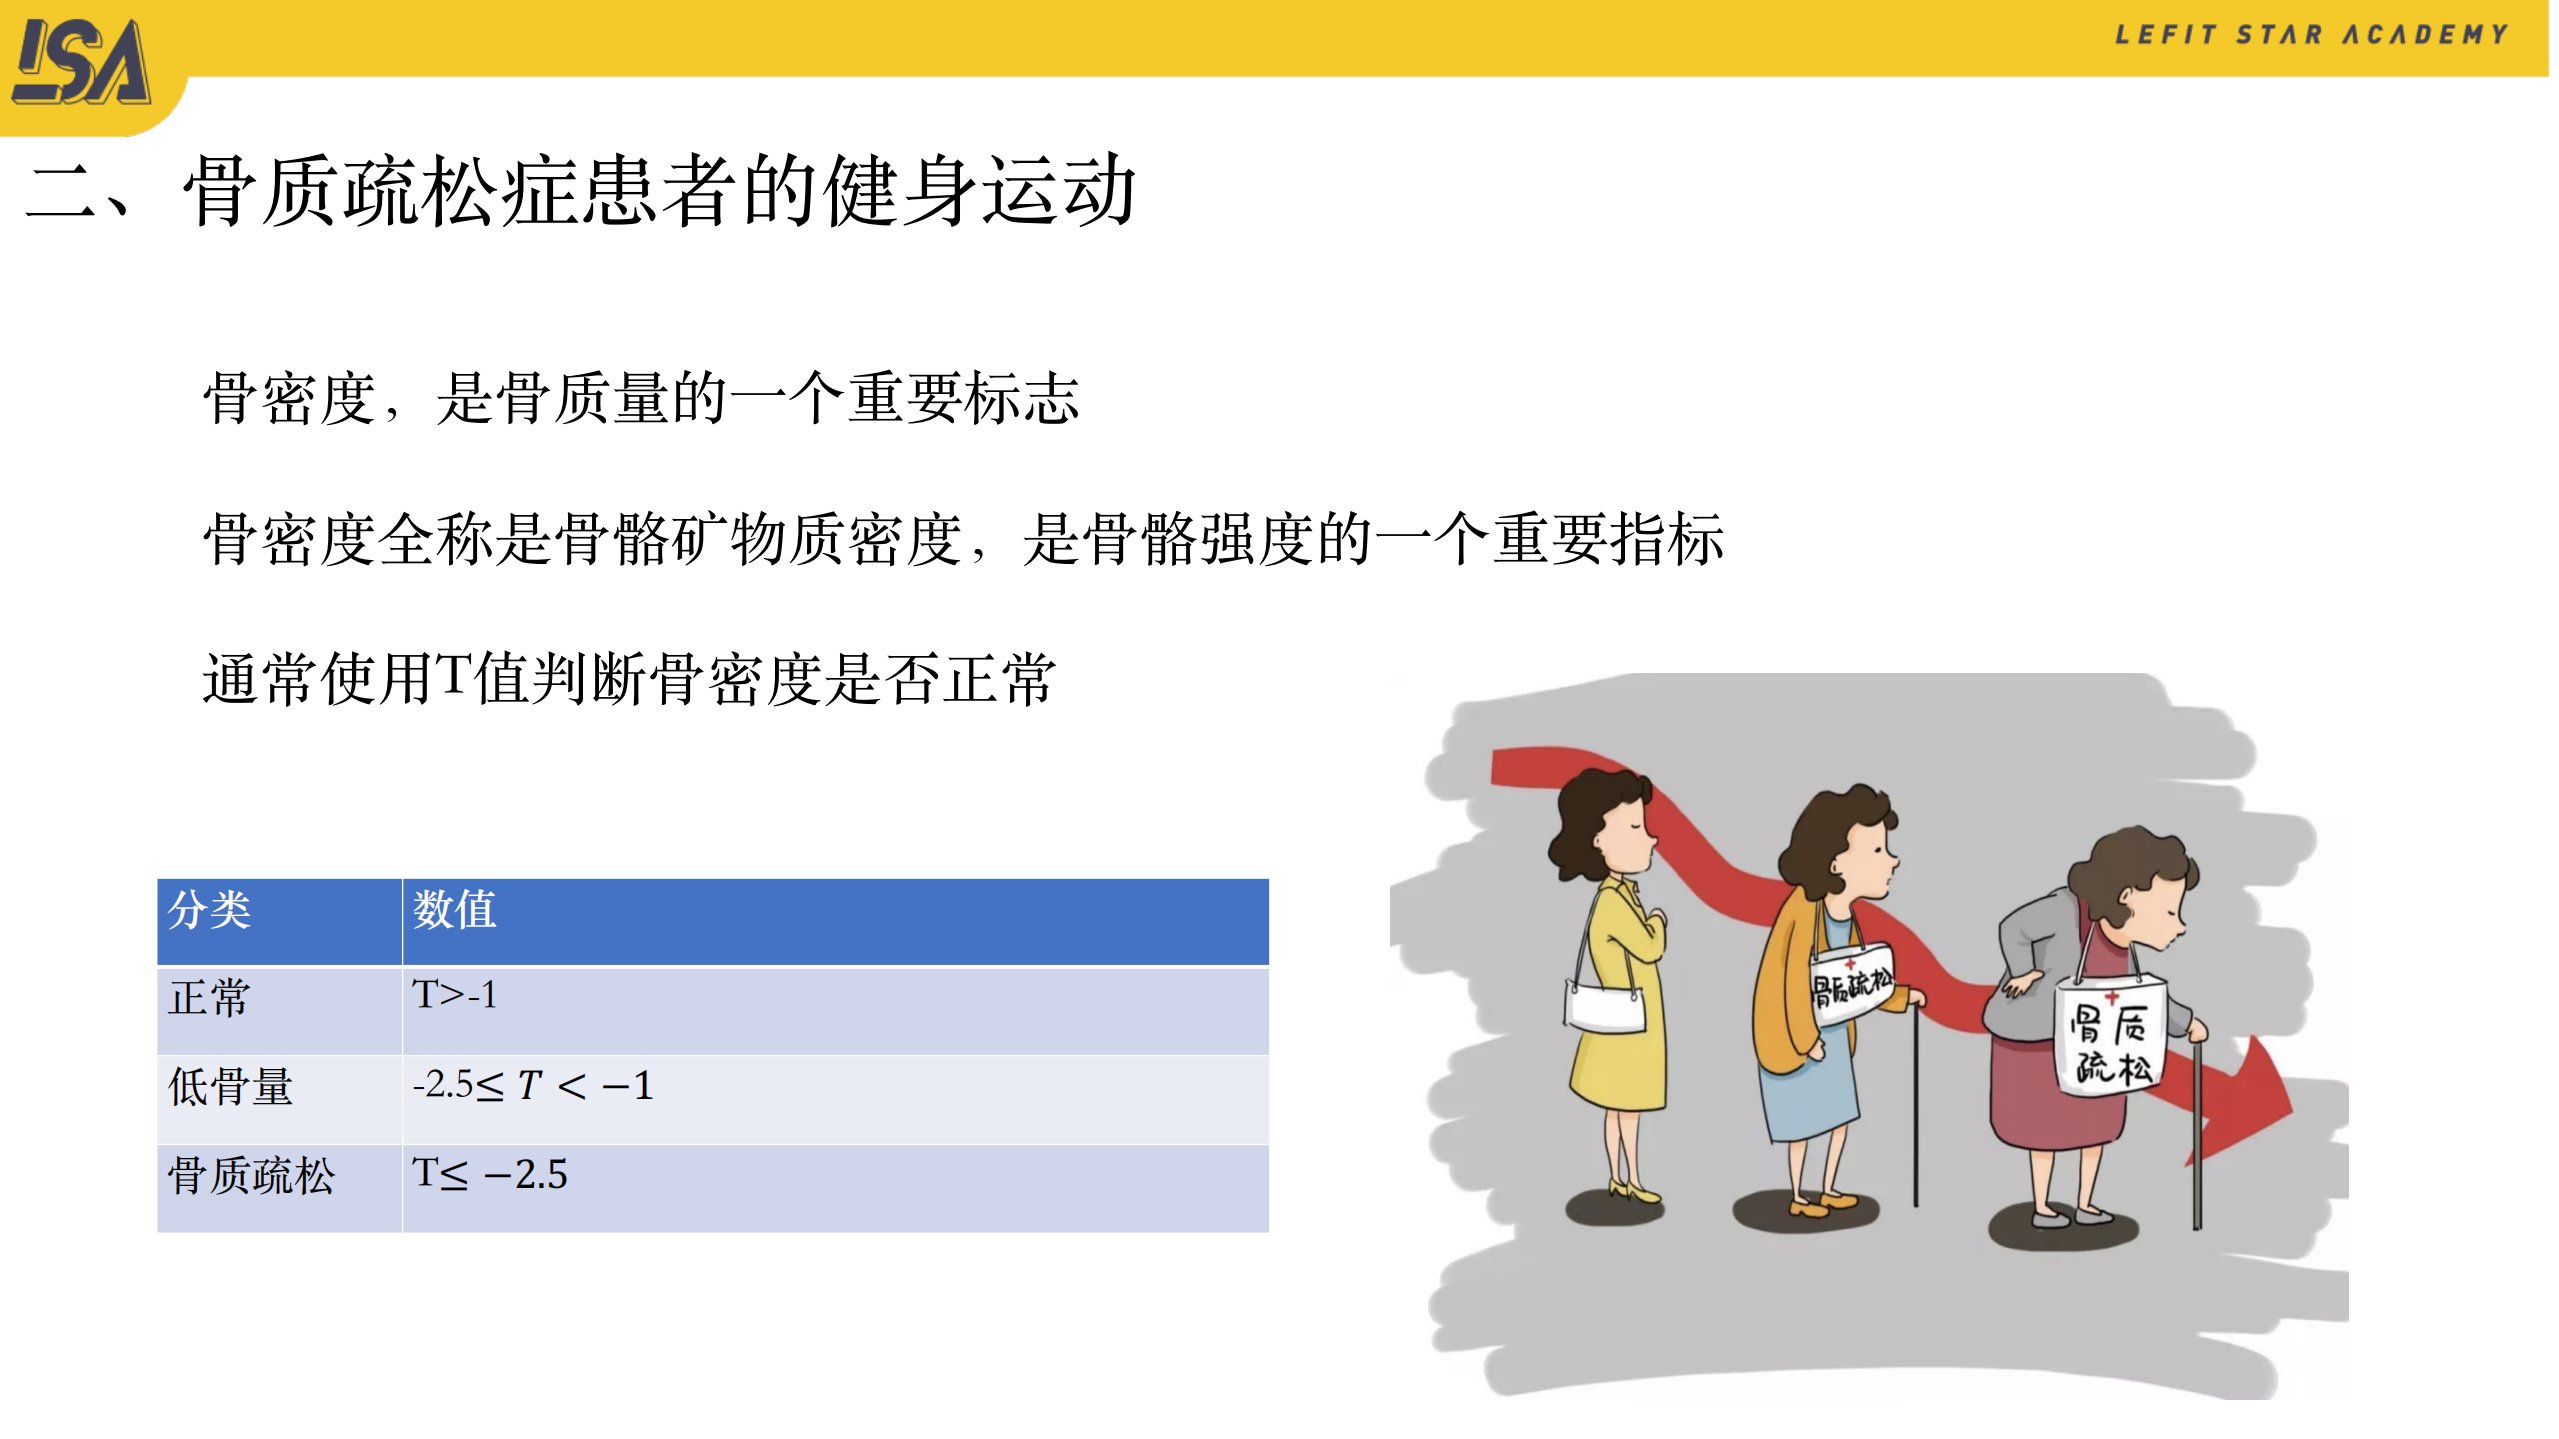 LSA
LEFIT STAR ACADEMY
二、骨质疏松症患者的健身运动
骨密度，是骨质量的一个重要标志
骨密度全称是骨骼矿物质密度，是骨骼强度的一个重要指标
通常使用T值判断骨密度是否正常
分类 数值
正常 T>-1
低骨量 -2.5≤ T < −1
骨质疏松 T≤ −2.5
骨质疏松
骨质
疏松